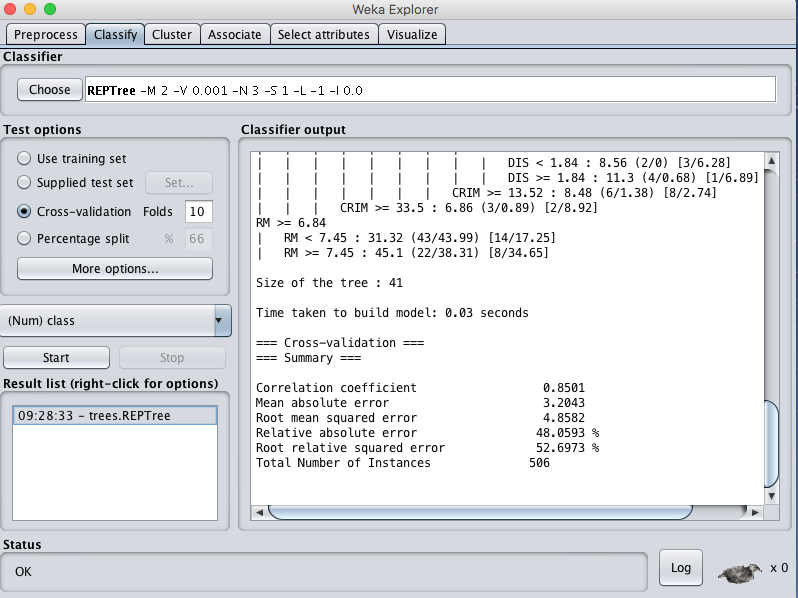 Weka Explorer
Preprocess Classify Cluster Associate Select attributes Visualize
Classifier
Choose REPTree -M 2 -V 0.001 -N 3 -S 1 -L -1 -I 0.0
Test options
Use training set
Supplied test set Set...
Cross-validation Folds 10
Percentage split % 66
More options...
(Num) class
Start Stop
Result list (right-click for options)
09:28:33 - trees.REPTree
Classifier output
| | | | | | | | | DIS < 1.84 : 8.56 (2/0) [3/6.28]
| | | | | | | | | DIS >= 1.84 : 11.3 (4/0.68) [1/6.89]
| | | | | | | CRIM >= 13.52 : 8.48 (6/1.38) [8/2.74]
| | | CRIM >= 33.5 : 6.86 (3/0.89) [2/8.92]
RM >= 6.84
| RM < 7.45 : 31.32 (43/43.99) [14/17.25]
| RM >= 7.45 : 45.1 (22/38.31) [8/34.65]
Size of the tree : 41
Time taken to build model: 0.03 seconds
=== Cross-validation ===
=== Summary ===
Correlation coefficient 0.8501
Mean absolute error 3.2043
Root mean squared error 4.8582
Relative absolute error 48.0593 %
Root relative squared error 52.6973 %
Total Number of Instances 506
Status
OK
Log x 0